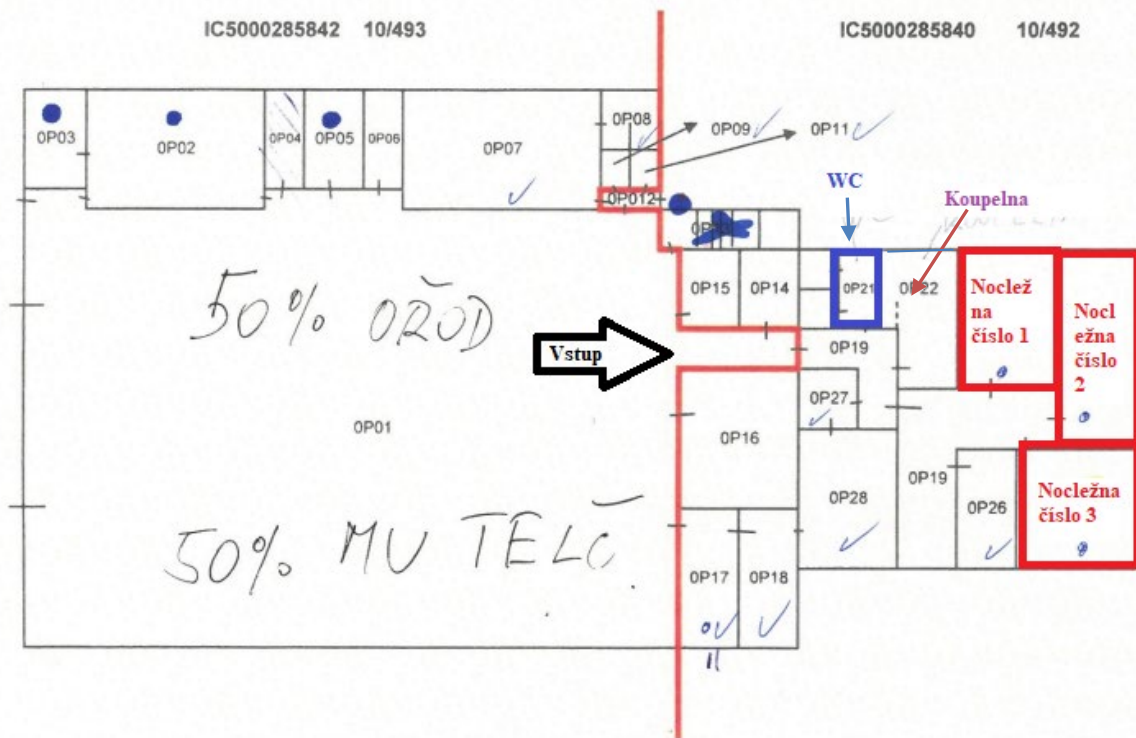 IC5000285842 10/493
IC5000285840 10/492
0P03
0P02
0P04
0P05
0P06
0P07
0P08
0P09
0P11
0P012
WC
Koupelna
0P15
0P14
0P21
0P22
Noclež
na
číslo 1
Nocl
ežna
číslo
2
50% OŘOD
Vstup
0P19
0P27
0P01
0P16
0P28
0P19
0P26
Nocležna
číslo 3
50% MU TELČ
0P17
0P18